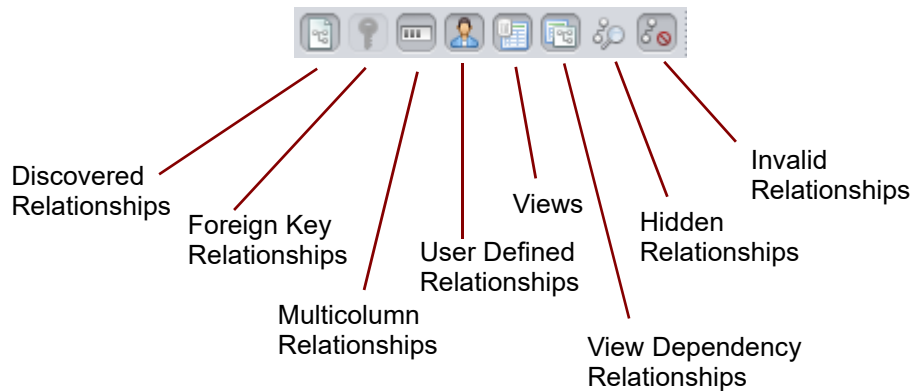 Discovered
Relationships
Foreign Key
Relationships
Multicolumn
Relationships
User Defined
Relationships
Views
View Dependency
Relationships
Hidden
Relationships
Invalid
Relationships